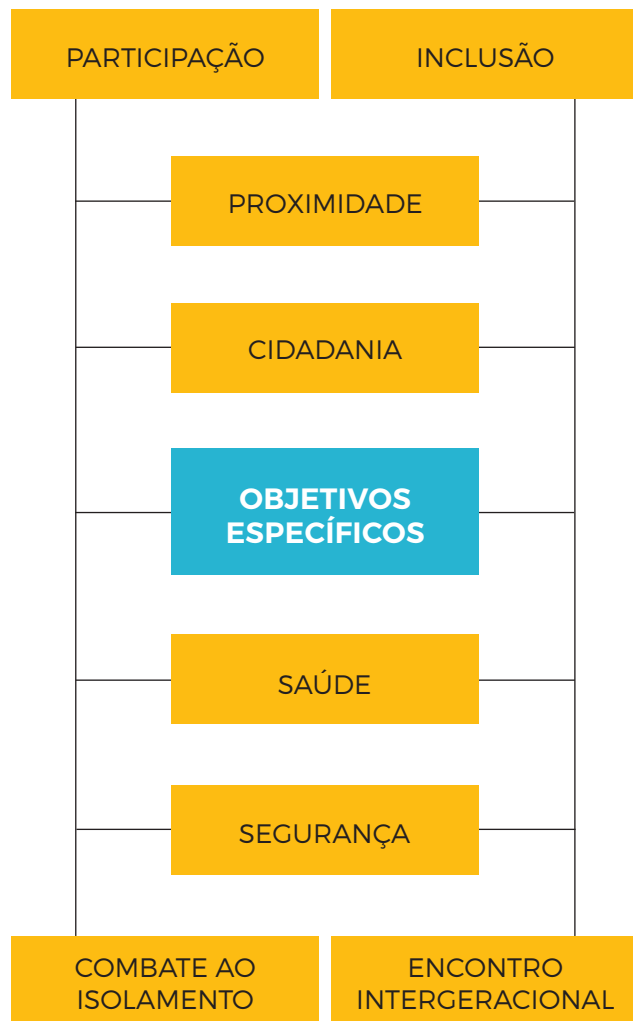 PARTICIPAÇÃO
INCLUSÃO
PROXIMIDADE
CIDADANIA
OBJETIVOS
ESPECÍFICOS
SAÚDE
SEGURANÇA
COMBATE AO
ISOLAMENTO
ENCONTRO
INTERGERACIONAL